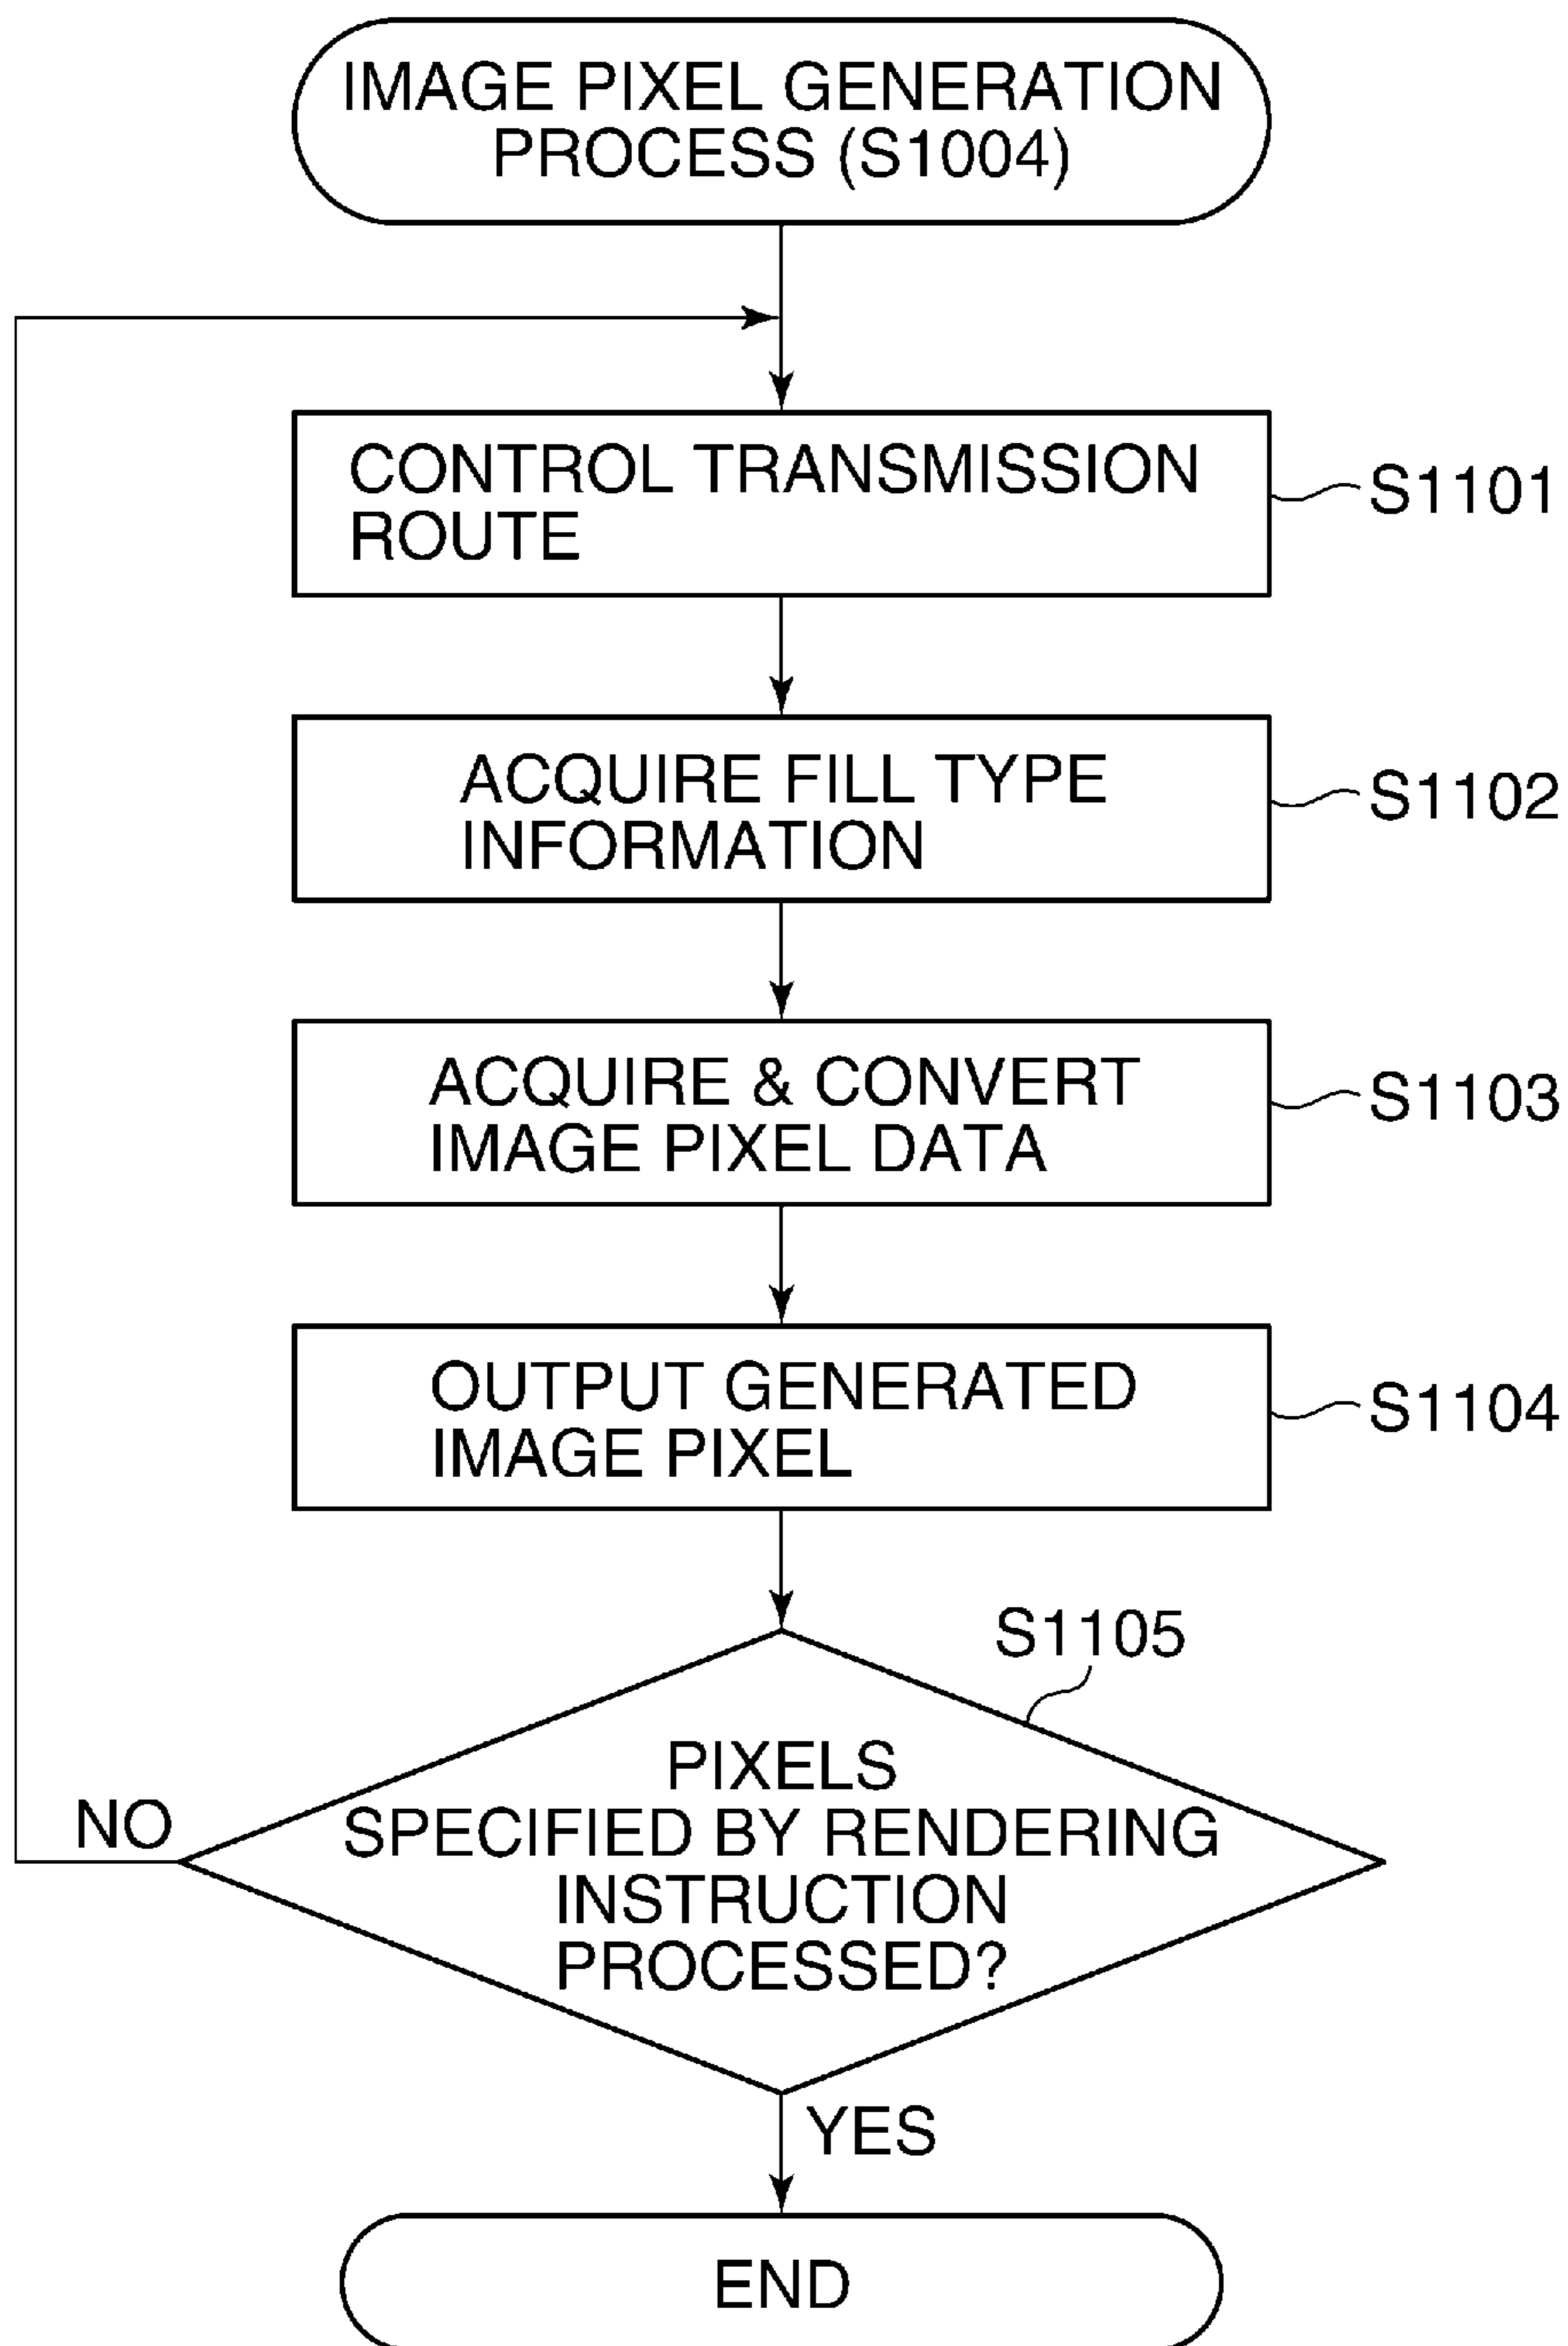 IMAGE PIXEL GENERATION
PROCESS (S1004)
CONTROL TRANSMISSION
ROUTE
S1101
ACQUIRE FILL TYPE
INFORMATION
S1102
ACQUIRE & CONVERT
IMAGE PIXEL DATA
S1103
OUTPUT GENERATED
IMAGE PIXEL
S1104
S1105
PIXELS
SPECIFIED BY RENDERING
INSTRUCTION
PROCESSED?
NO
YES
END